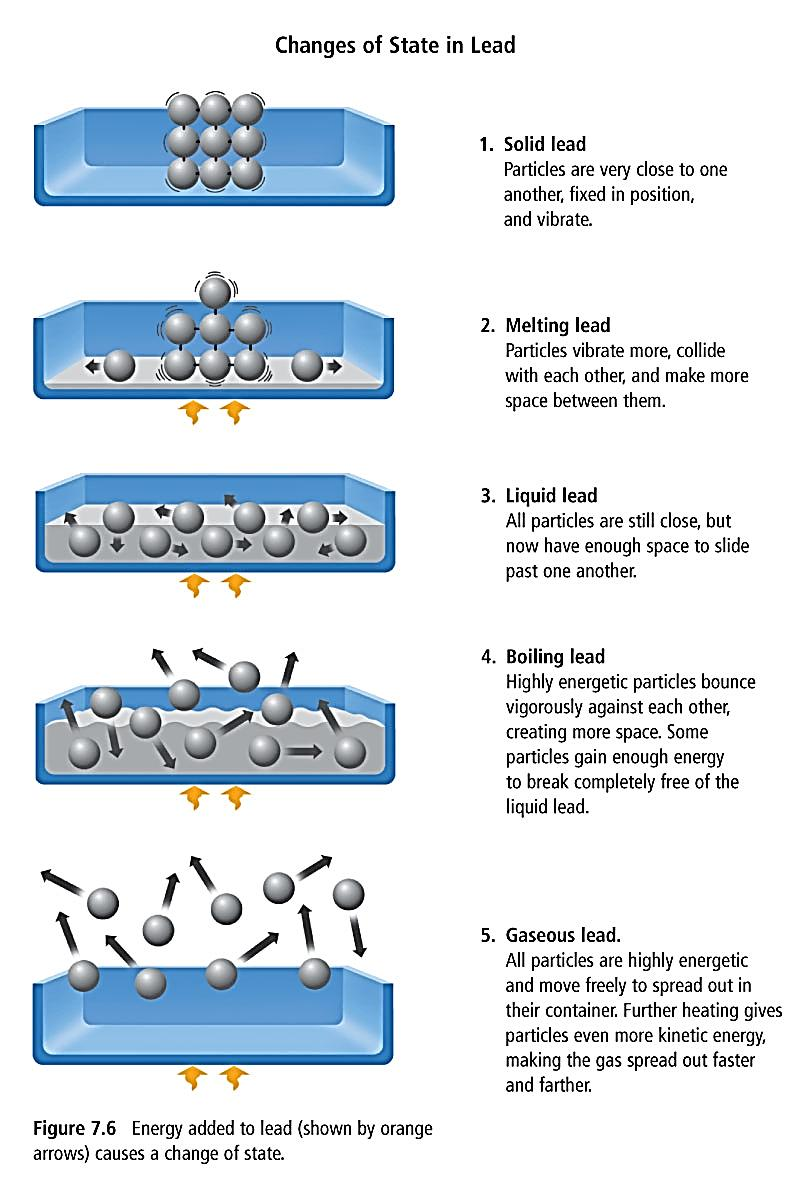 Changes of State in Lead
1. Solid lead
Particles are very close to one
another, fixed in position,
and vibrate.
2. Melting lead
Particles vibrate more, collide
with each other, and make more
space between them.
3. Liquid lead
All particles are still close, but
now have enough space to slide
past one another.
4. Boiling lead
Highly energetic particles bounce
vigorously against each other,
creating more space. Some
particles gain enough energy
to break completely free of the
liquid lead.
5. Gaseous lead.
All particles are highly energetic
and move freely to spread out in
their container. Further heating gives
particles even more kinetic energy,
making the gas spread out faster
and farther.
Figure 7.6 Energy added to lead (shown by orange
arrows) causes a change of state.